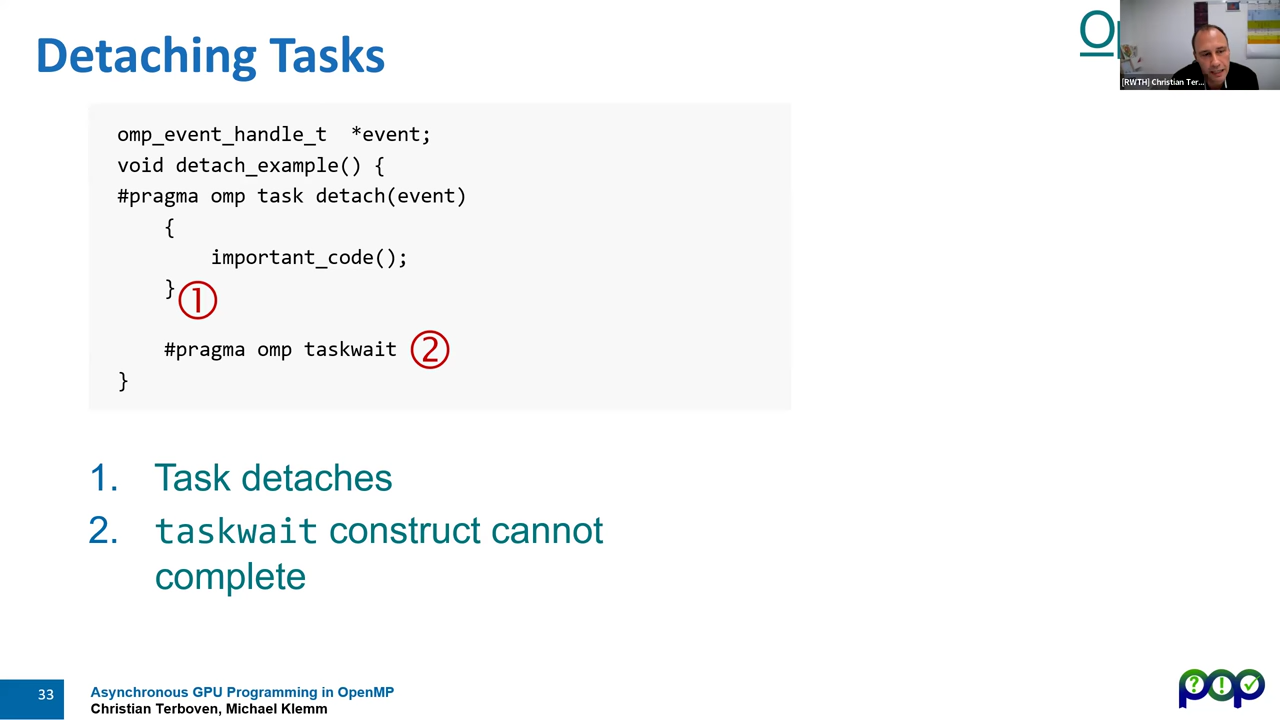 Detaching Tasks
Op
[RWTH] Christian Ter...
omp_event_handle_t *event;
void detach_example() {
#pragma omp task detach(event)
{
important_code();
} ①
#pragma omp taskwait ②
}
1. Task detaches
2. taskwait construct cannot
complete
33
Asynchronous GPU Programming in OpenMP
Christian Terboven, Michael Klemm
pop
?!✓